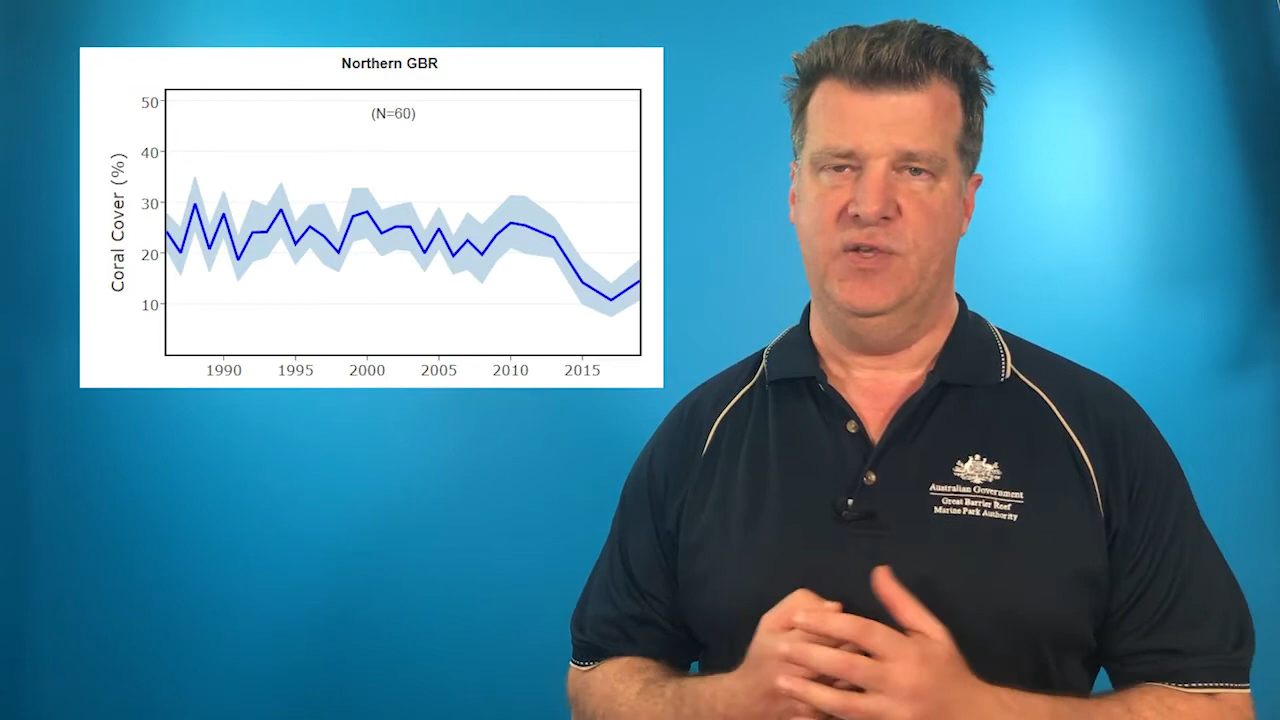 Northern GBR
(N=60)
Coral Cover (%)
50
40
30
20
10
1990 1995 2000 2005 2010 2015
Australian Government
Great Barrier Reef
Marine Park Authority